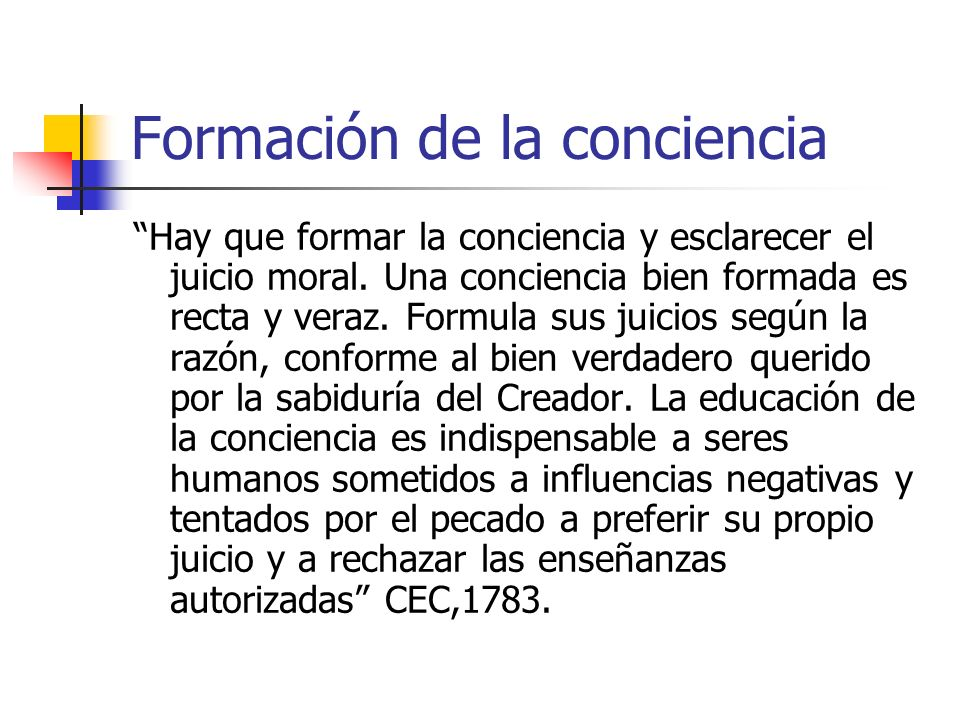 Formación de la conciencia
“Hay que formar la conciencia y esclarecer el
juicio moral. Una conciencia bien formada es
recta y veraz. Formula sus juicios según la
razón, conforme al bien verdadero querido
por la sabiduría del Creador. La educación de
la conciencia es indispensable a seres
humanos sometidos a influencias negativas y
tentados por el pecado a preferir su propio
juicio y a rechazar las enseñanzas
autorizadas” CEC,1783.